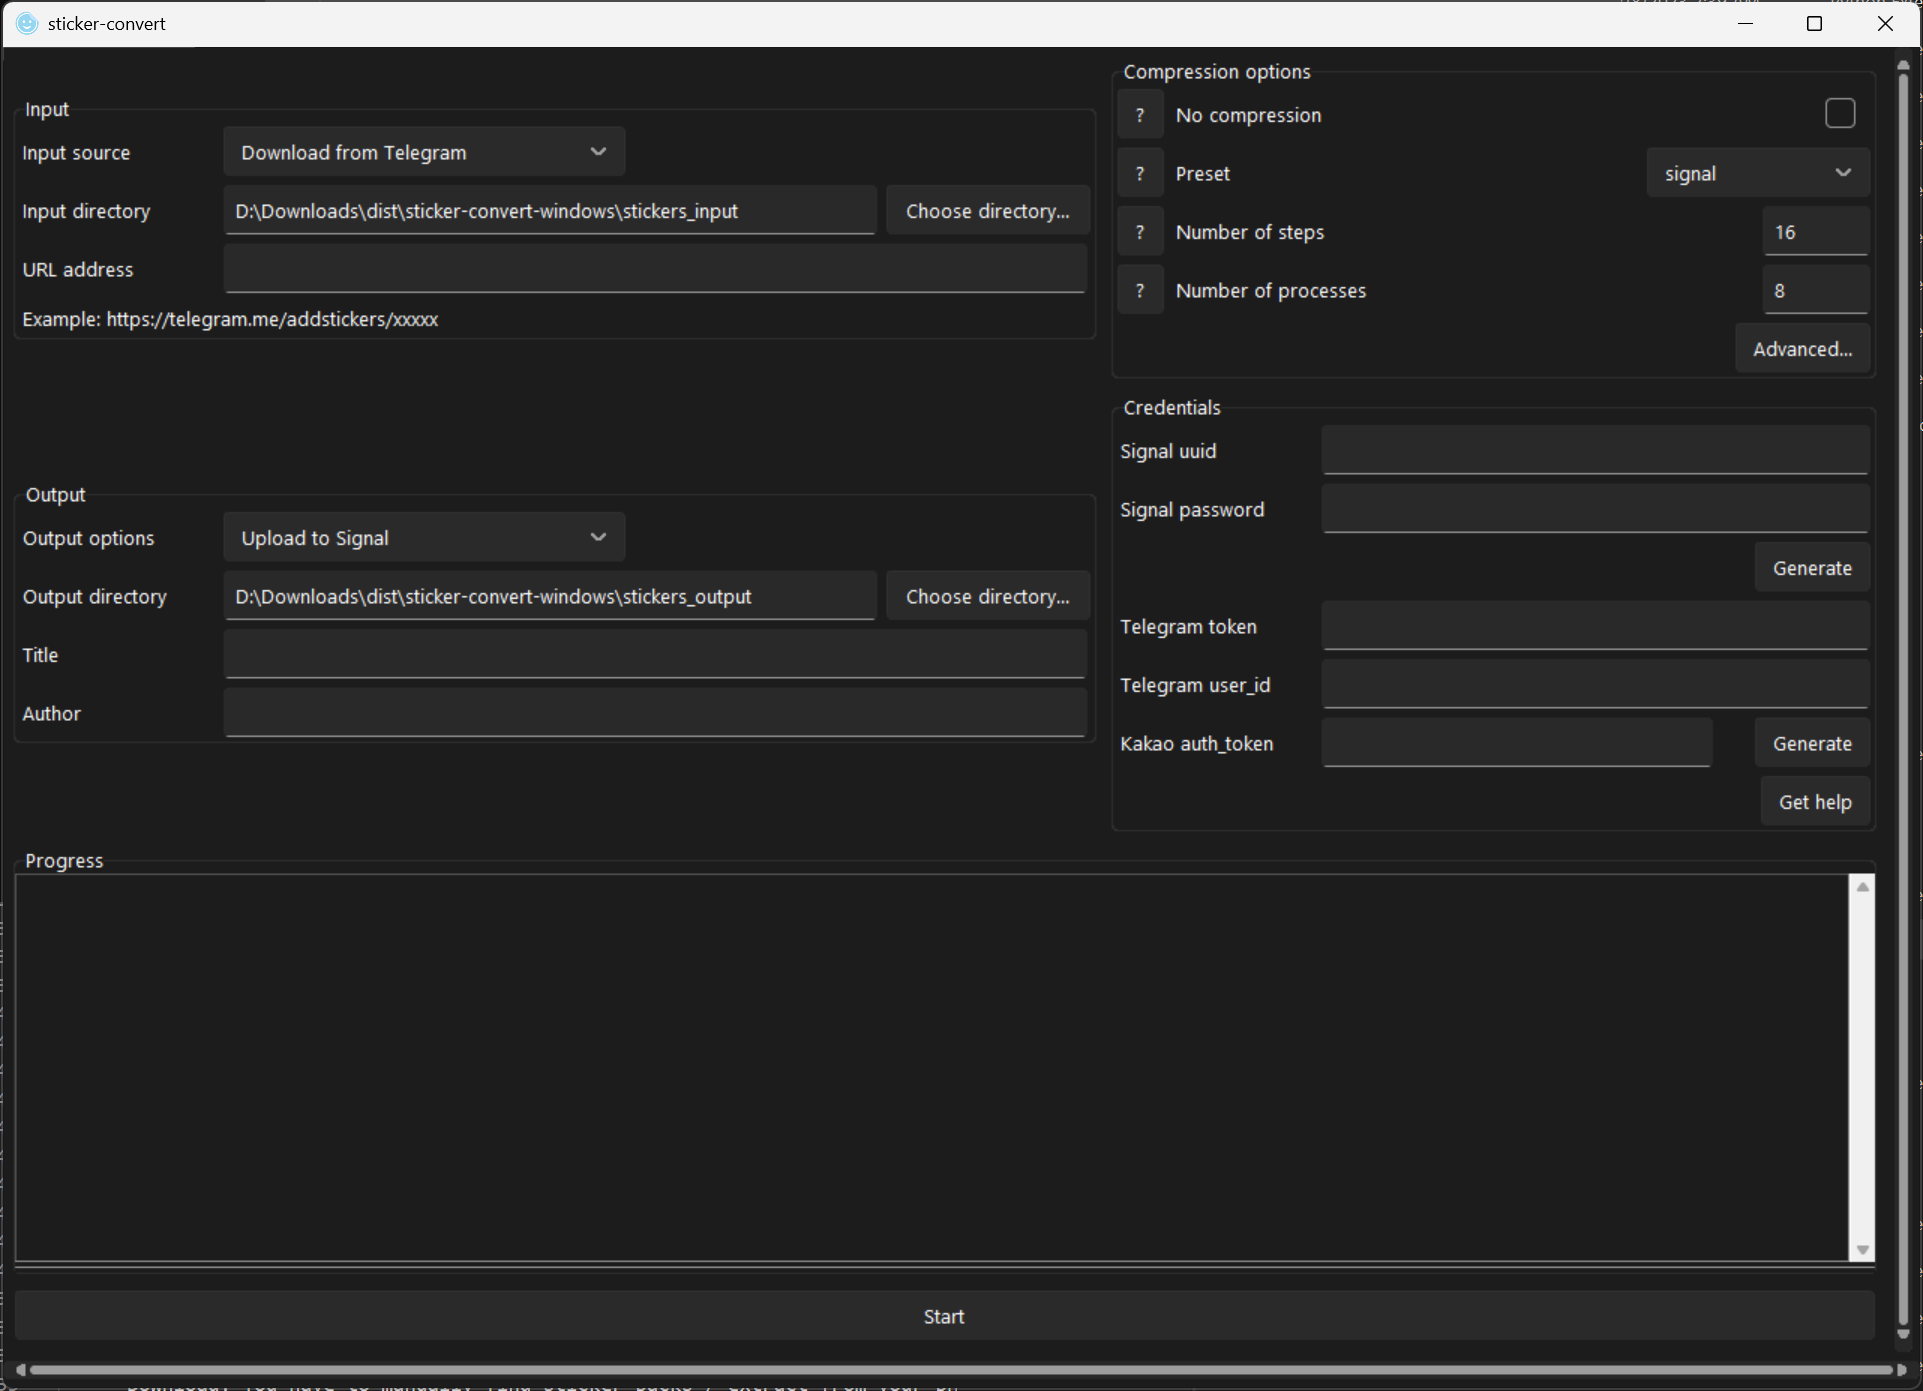 sticker-convert
Input
Input source
Download from Telegram
Input directory
D:\Downloads\dist\sticker-convert-windows\stickers_input
Choose directory...
URL address
Example: https://telegram.me/addstickers/xxxxx
Output
Output options
Upload to Signal
Output directory
D:\Downloads\dist\sticker-convert-windows\stickers_output
Choose directory...
Title
Author
Compression options
? No compression
? Preset
signal
? Number of steps
16
? Number of processes
8
Advanced...
Credentials
Signal uuid
Signal password
Generate
Telegram token
Telegram user_id
Kakao auth_token
Generate
Get help
Progress
Start